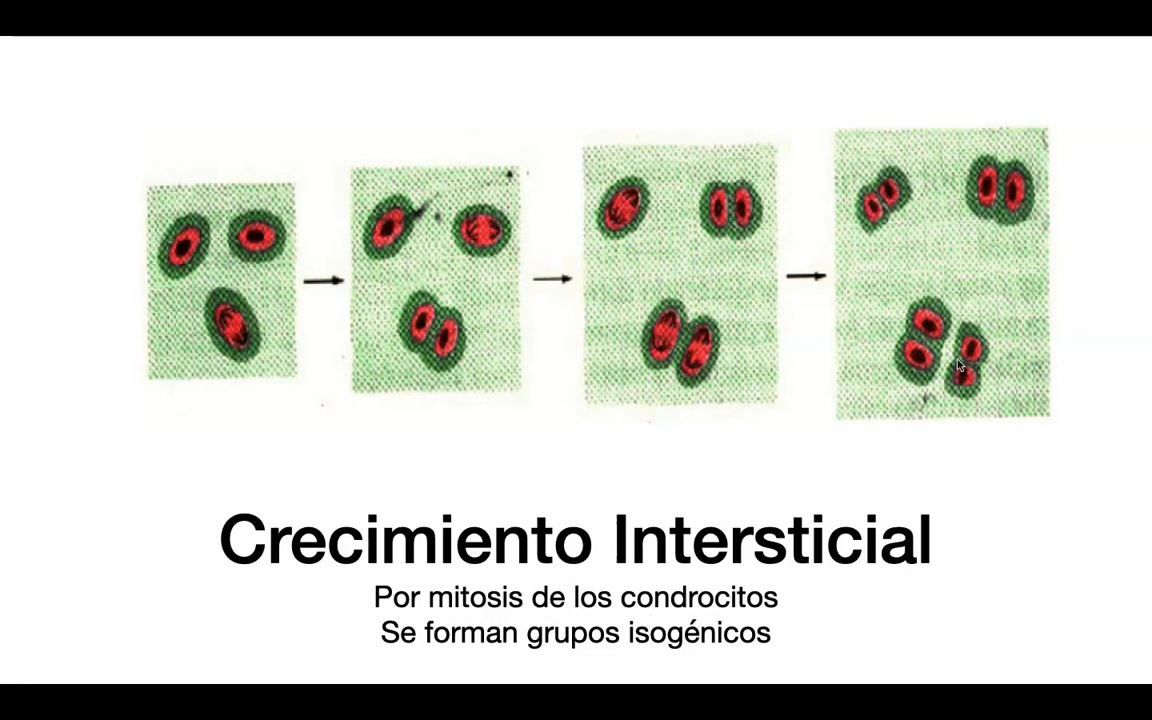 Crecimiento Intersticial
Por mitosis de los condrocitos
Se forman grupos isogénicos